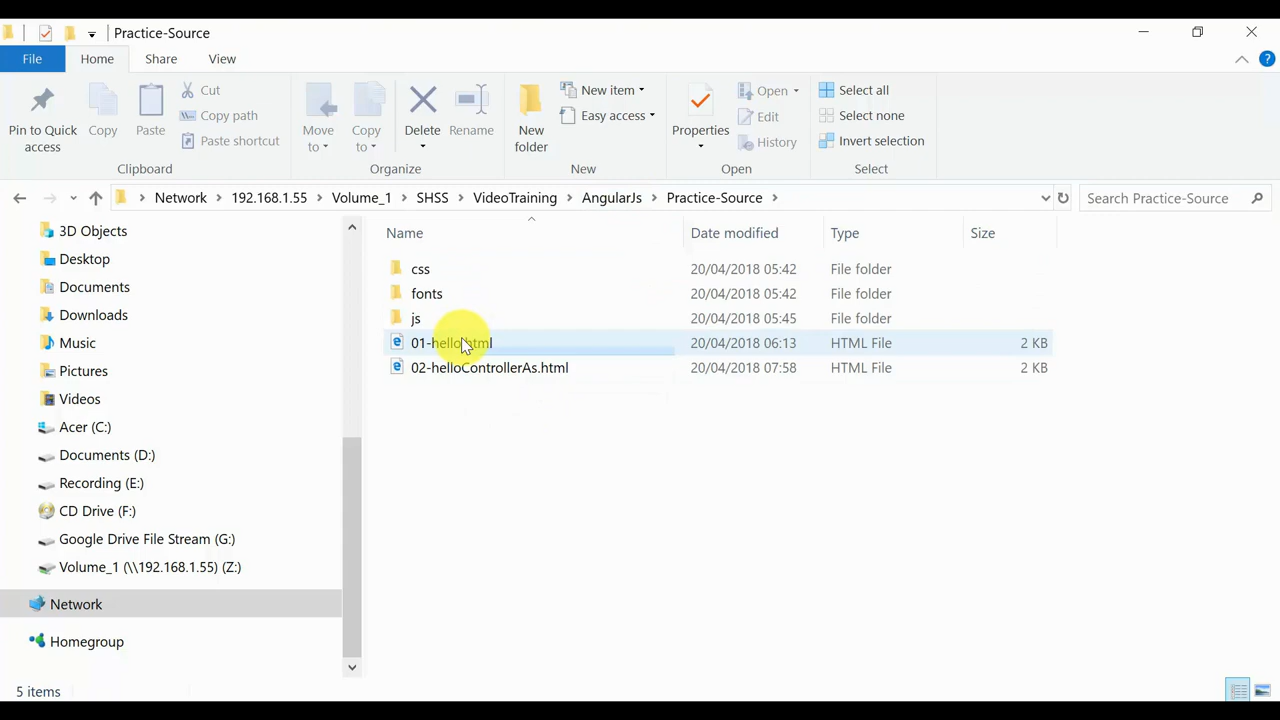 Practice-Source
File Home Share View
Pin to Quick access
Copy
Paste
Cut
Copy path
Paste shortcut
Clipboard
Move to
Copy to
Delete
Rename
Organize
New folder
New item
Easy access
New
Properties
Open
Edit
History
Open
Select all
Select none
Invert selection
Select
Network 192.168.1.55 Volume_1 SHSS VideoTraining AngularJs Practice-Source
Search Practice-Source
3D Objects
Desktop
Documents
Downloads
Music
Pictures
Videos
Acer (C:)
Documents (D:)
Recording (E:)
CD Drive (F:)
Google Drive File Stream (G:)
Volume_1 (\\192.168.1.55) (Z:)
Network
Homegroup
Name Date modified Type Size
css 20/04/2018 05:42 File folder
fonts 20/04/2018 05:42 File folder
js 20/04/2018 05:45 File folder
01-hello.html 20/04/2018 06:13 HTML File 2 KB
02-helloControllerAs.html 20/04/2018 07:58 HTML File 2 KB
5 items